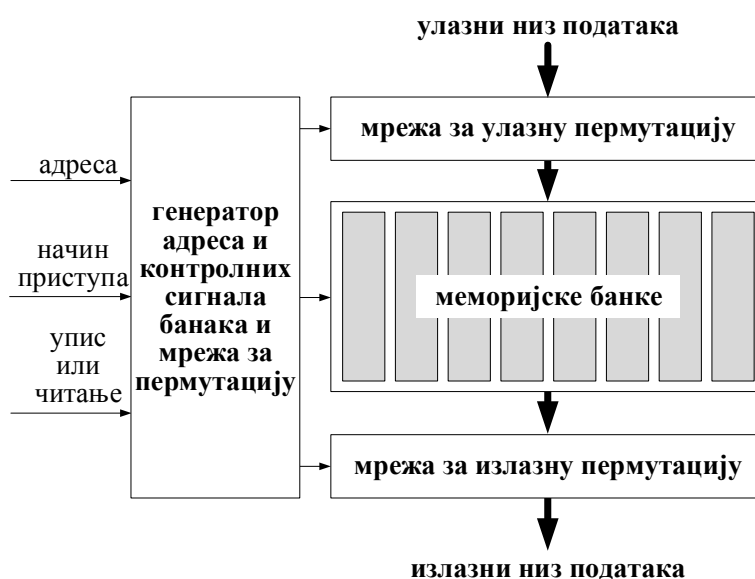 улазни низ података
мрежа за улазну пермутацију
адреса
начин
приступа
упис
или
читање
генератор
адреса и
контролних
сигнала
банака и
мрежа за
пермутацију
меморијске банке
мрежа за излазну пермутацију
излазни низ података